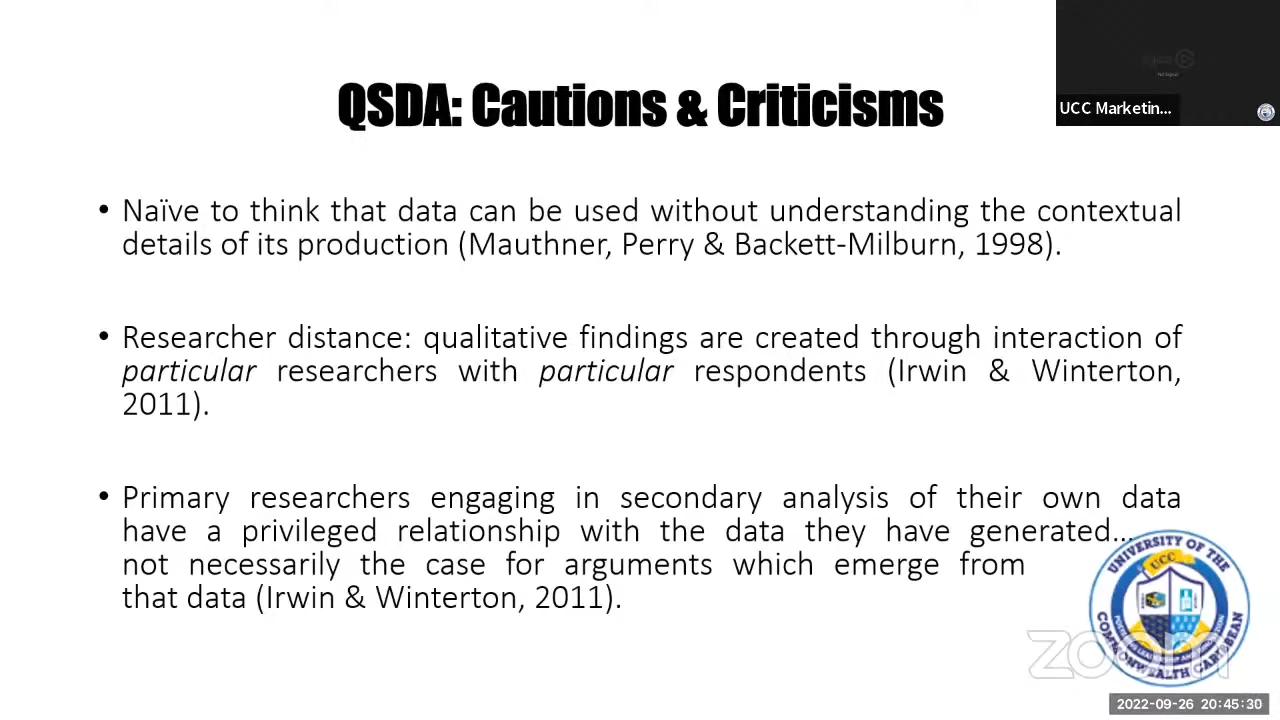 QSDA: Cautions & Criticisms
UCC Marketin...
• Naïve to think that data can be used without understanding the contextual
details of its production (Mauthner, Perry & Backett-Milburn, 1998).
• Researcher distance: qualitative findings are created through interaction of
particular researchers with particular respondents (Irwin & Winterton,
2011).
• Primary researchers engaging in secondary analysis of their own data
have a privileged relationship with the data they have generated...
not necessarily the case for arguments which emerge from
that data (Irwin & Winterton, 2011).
UNIVERSITY OF THE
UCC
COMMONWEALTH CARIBBEAN
zoom
2022-09-26 20:45:30